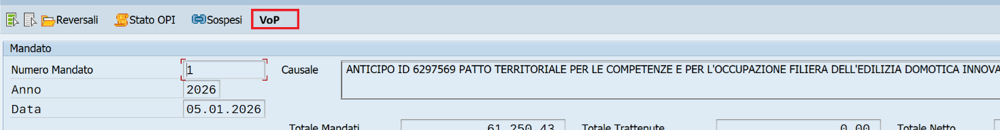 Reversali Stato OPI Sospesi VoP
Mandato
Numero Mandato 1 Causale ANTICIPO ID 6297569 PATTO TERRITORIALE PER LE COMPETENZE E PER L'OCCUPAZIONE FILIERA DELL'EDILIZIA DOMOTICA INNOVA
Anno 2026
Data 05.01.2026
Totale Mandati 61.250,43 Totale Trattenute 0,00 Totale Netto